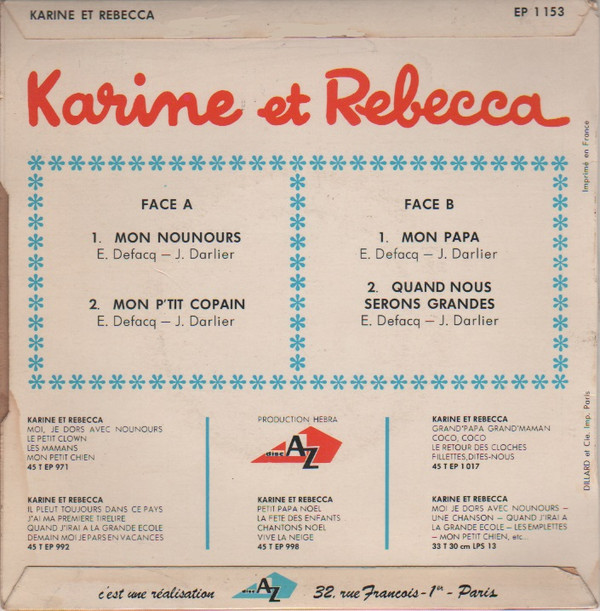 KARINE ET REBECCA
EP 1153
Karine et Rebecca
FACE A
1. MON NOUNOURS
E. Defacq — J. Darlier
2. MON P'TIT COPAIN
E. Defacq — J. Darlier
FACE B
1. MON PAPA
E. Defacq — J. Darlier
2. QUAND NOUS
SERONS GRANDES
E. Defacq — J. Darlier
Imprimé en France
KARINE ET REBECCA
MOI, JE DORS AVEC NOUNOURS
LE PETIT CLOWN
LES MAMANS
MON PETIT CHIEN
45 T EP 971
KARINE ET REBECCA
IL PLEUT TOUJOURS DANS CE PAYS
J'AI MA PREMIERE TIRELIRE
QUAND J'IRAI A LA GRANDE ECOLE
DEMAIN MOI JE PARS EN VACANCES
45 T EP 992
PRODUCTION HEBRA
disc AZ
KARINE ET REBECCA
PETIT PAPA NOEL
LA FETE DES ENFANTS
CHANTONS NOEL
VIVE LA NEIGE
45 T EP 998
KARINE ET REBECCA
GRAND'PAPA GRAND'MAMAN
COCO, COCO
LE RETOUR DES CLOCHES
FILLETTES, DITES-NOUS
45 T EP 1017
KARINE ET REBECCA
MOI JE DORS AVEC NOUNOURS —
UNE CHANSON — QUAND J'IRAI A
LA GRANDE ECOLE — LES EMPLETTES
— MON PETIT CHIEN, etc...
33 T 30 cm LPS 13
DILLARD et Cie. Imp. Paris
c'est une réalisation disc AZ 32, rue François-1er - Paris